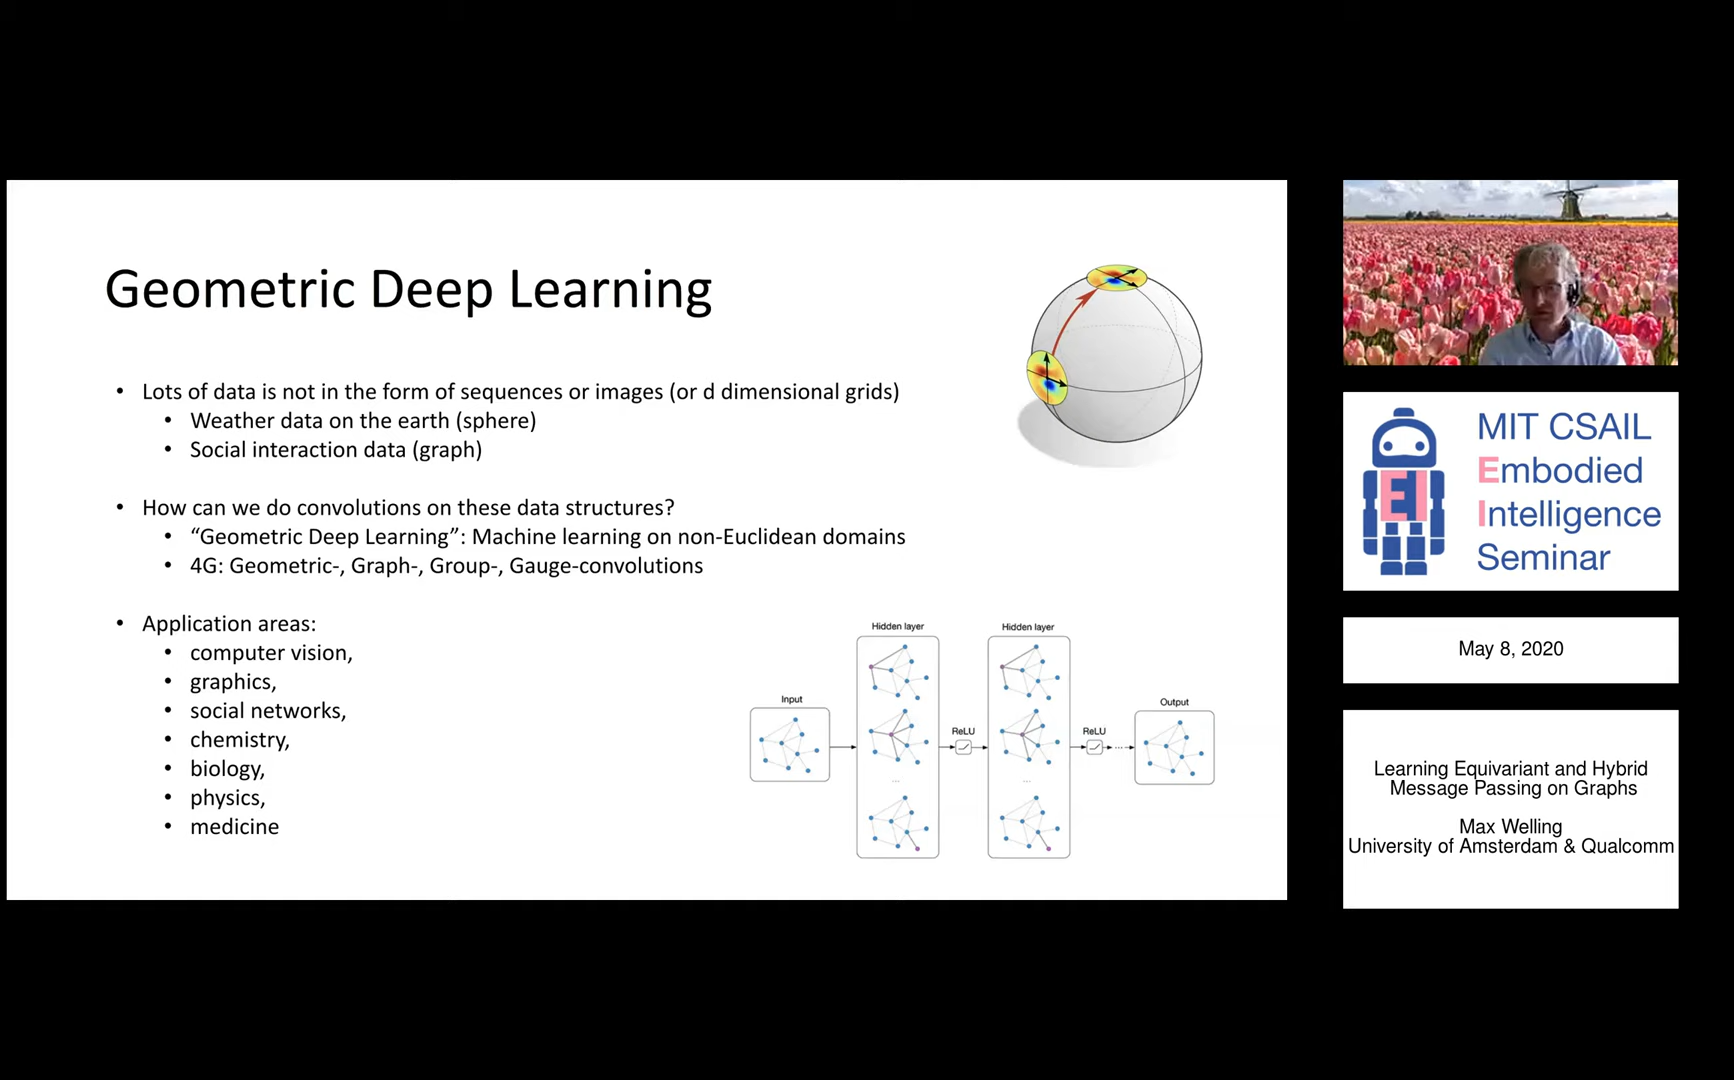 Geometric Deep Learning
• Lots of data is not in the form of sequences or images (or d dimensional grids)
• Weather data on the earth (sphere)
• Social interaction data (graph)
• How can we do convolutions on these data structures?
• “Geometric Deep Learning”: Machine learning on non-Euclidean domains
• 4G: Geometric-, Graph-, Group-, Gauge-convolutions
• Application areas:
• computer vision,
• graphics,
• social networks,
• chemistry,
• biology,
• physics,
• medicine
Input
Hidden layer
...
ReLU
Hidden layer
...
ReLU
...
Output
EI
MIT CSAIL
Embodied
Intelligence
Seminar
May 8, 2020
Learning Equivariant and Hybrid
Message Passing on Graphs
Max Welling
University of Amsterdam & Qualcomm